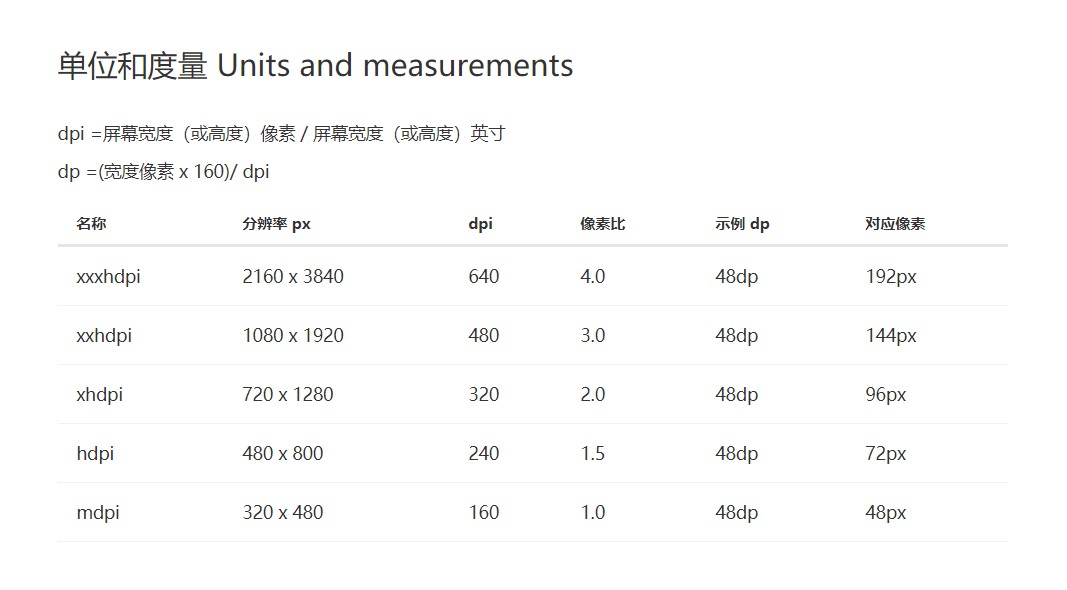 单位和度量 Units and measurements
dpi =屏幕宽度（或高度）像素 / 屏幕宽度（或高度）英寸
dp =(宽度像素 x 160)/ dpi
名称 分辨率 px dpi 像素比 示例 dp 对应像素
xxxhdpi 2160 x 3840 640 4.0 48dp 192px
xxhdpi 1080 x 1920 480 3.0 48dp 144px
xhdpi 720 x 1280 320 2.0 48dp 96px
hdpi 480 x 800 240 1.5 48dp 72px
mdpi 320 x 480 160 1.0 48dp 48px